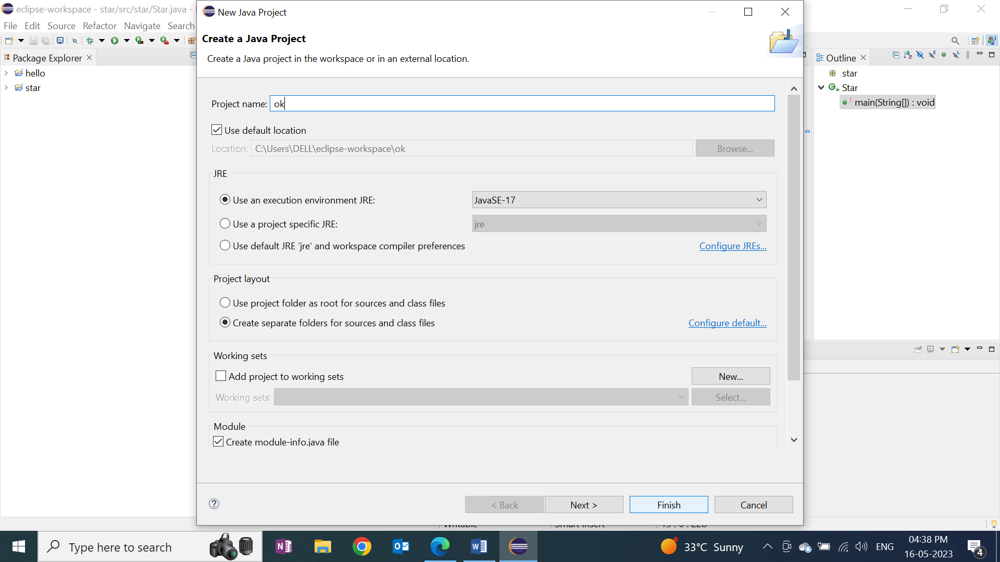 eclipse-workspace - star/src/star/Star.java -
New Java Project
File Edit Source Refactor Navigate Search
Create a Java Project
Create a Java project in the workspace or in an external location.
Package Explorer
hello
star
Outline
star
Star
main(String[]) : void
Project name: ok
Use default location
Location: C:\Users\DELL\eclipse-workspace\ok Browse...
JRE
Use an execution environment JRE: JavaSE-17
Use a project specific JRE: jre
Use default JRE 'jre' and workspace compiler preferences Configure JREs...
Project layout
Use project folder as root for sources and class files
Create separate folders for sources and class files Configure default...
Working sets
Add project to working sets New...
Working sets: Select...
Module
Create module-info.java file
< Back Next > Finish Cancel
Writable Smart Insert
Type here to search
33°C Sunny
ENG
04:38 PM
16-05-2023
4